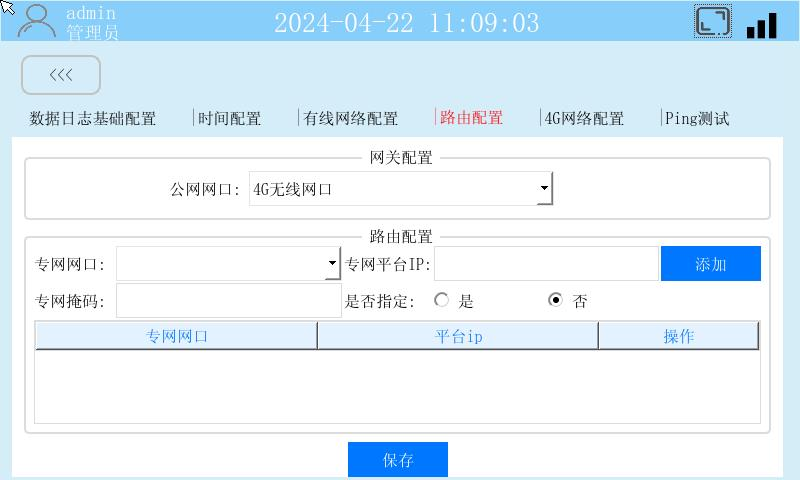 admin
管理员
2024-04-22 11:09:03
<<<
数据日志基础配置 |时间配置 |有线网络配置 |路由配置 |4G网络配置 |Ping测试
网关配置
公网网口: 4G无线网口
路由配置
专网网口: 专网平台IP: 添加
专网掩码: 是否指定: 是 否
专网网口 平台ip 操作
保存